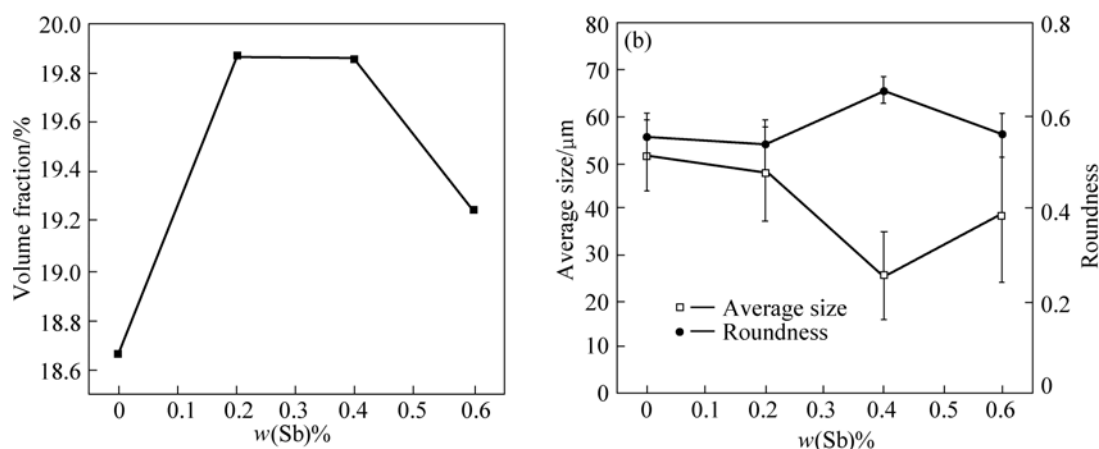 20.0
19.8
19.6
19.4
19.2
19.0
18.8
18.6
Volume fraction/%
0 0.1 0.2 0.3 0.4 0.5 0.6
w(Sb)%
(b)
80
70
60
50
40
30
20
10
0
Average size/μm
0.8
0.6
0.4
0.2
0
Roundness
Average size
Roundness
0 0.1 0.2 0.3 0.4 0.5 0.6
w(Sb)%